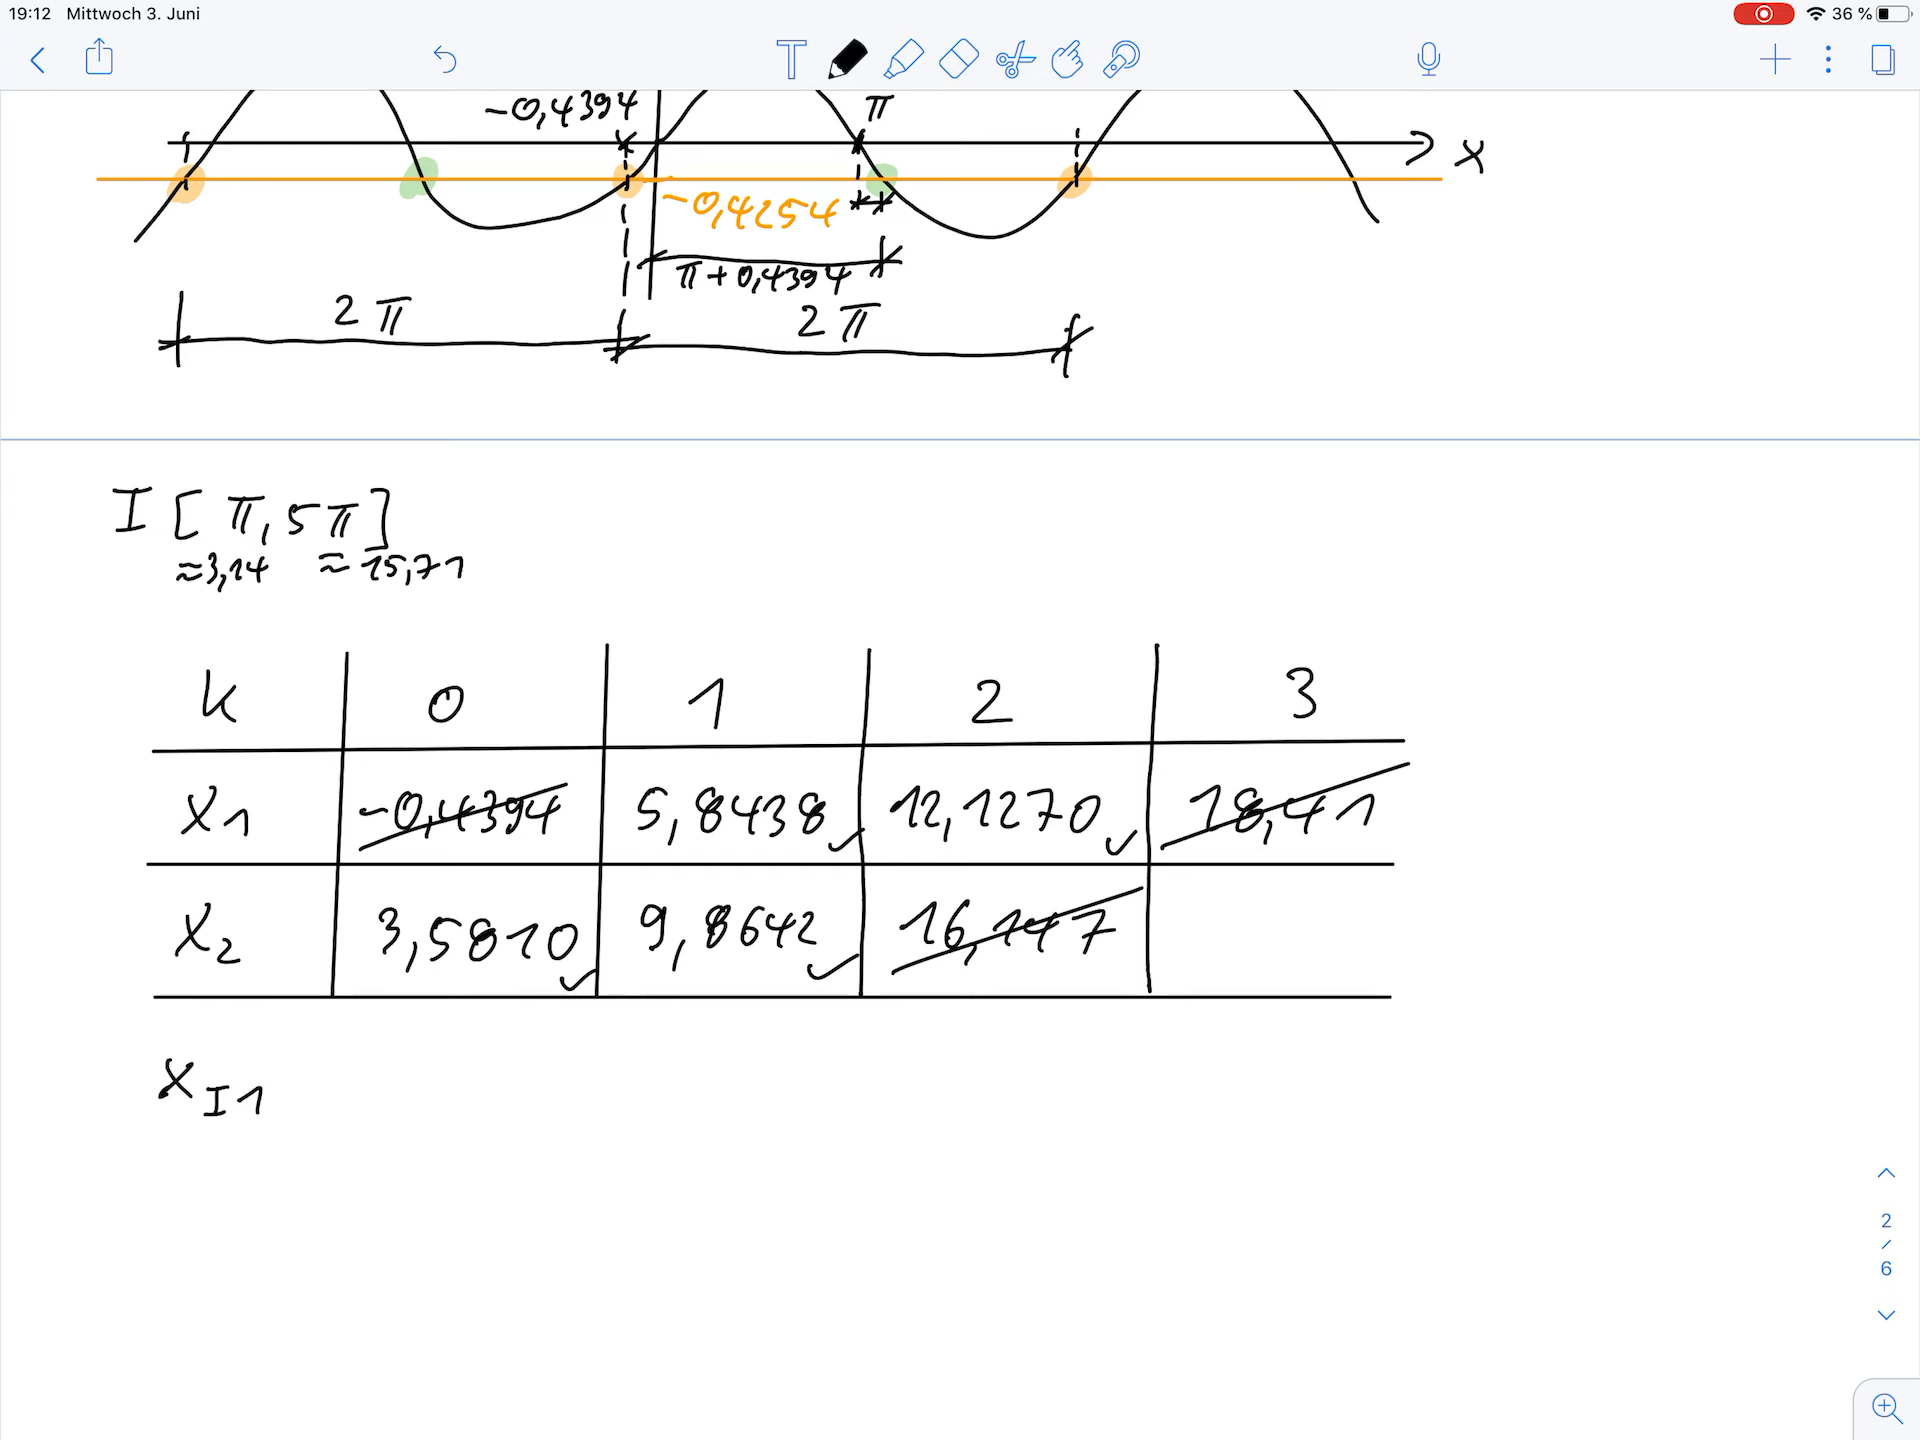 19:12 Mittwoch 3. Juni 36 %
T
-0,4394 π
x
-0,4254
π+0,4394
2π 2π
I [π, 5π]
≈3,14 ≈15,71
k 0 1 2 3
x1 -0,4394 5,8438 12,1270 18,41
x2 3,5810 9,8642 16,147
xI1
2
/
6